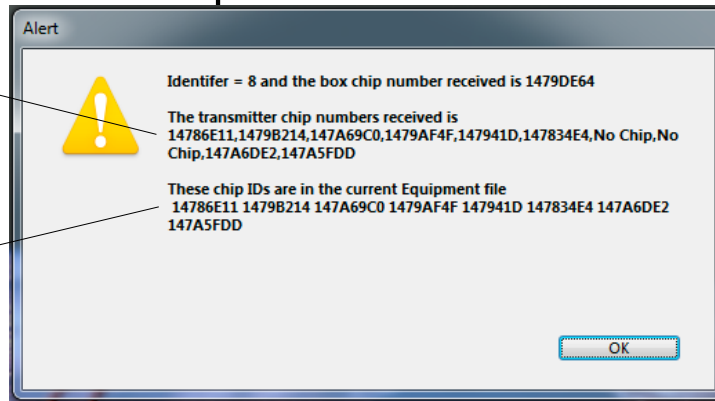 Alert
Identifer = 8 and the box chip number received is 1479DE64
The transmitter chip numbers received is
14786E11,1479B214,147A69C0,1479AF4F,147941D,147834E4,No Chip,No
Chip,147A6DE2,147A5FDD
These chip IDs are in the current Equipment file
14786E11 1479B214 147A69C0 1479AF4F 147941D 147834E4 147A6DE2
147A5FDD
OK